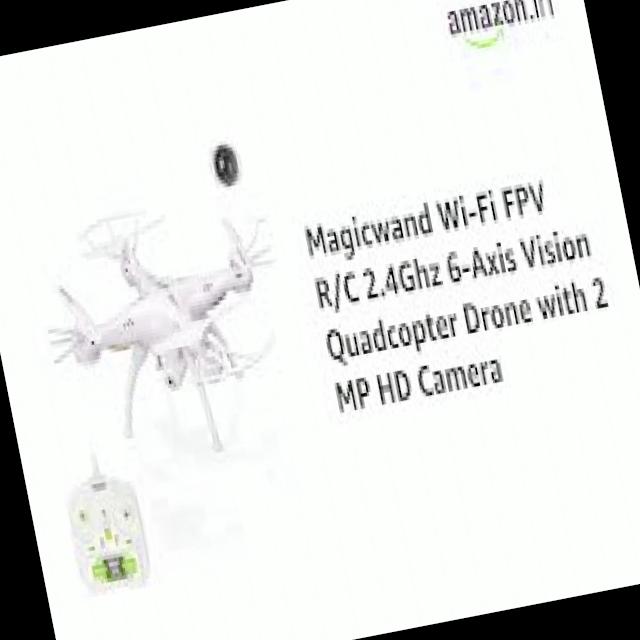 amazon.in
Magicwand Wi-Fi FPV
R/C 2.4Ghz 6-Axis Vision
Quadcopter Drone with 2
MP HD Camera